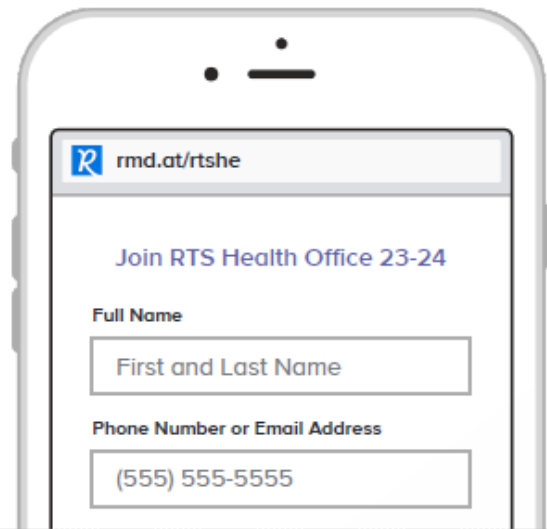 rmd.at/rtshe
Join RTS Health Office 23-24
Full Name
First and Last Name
Phone Number or Email Address
(555) 555-5555